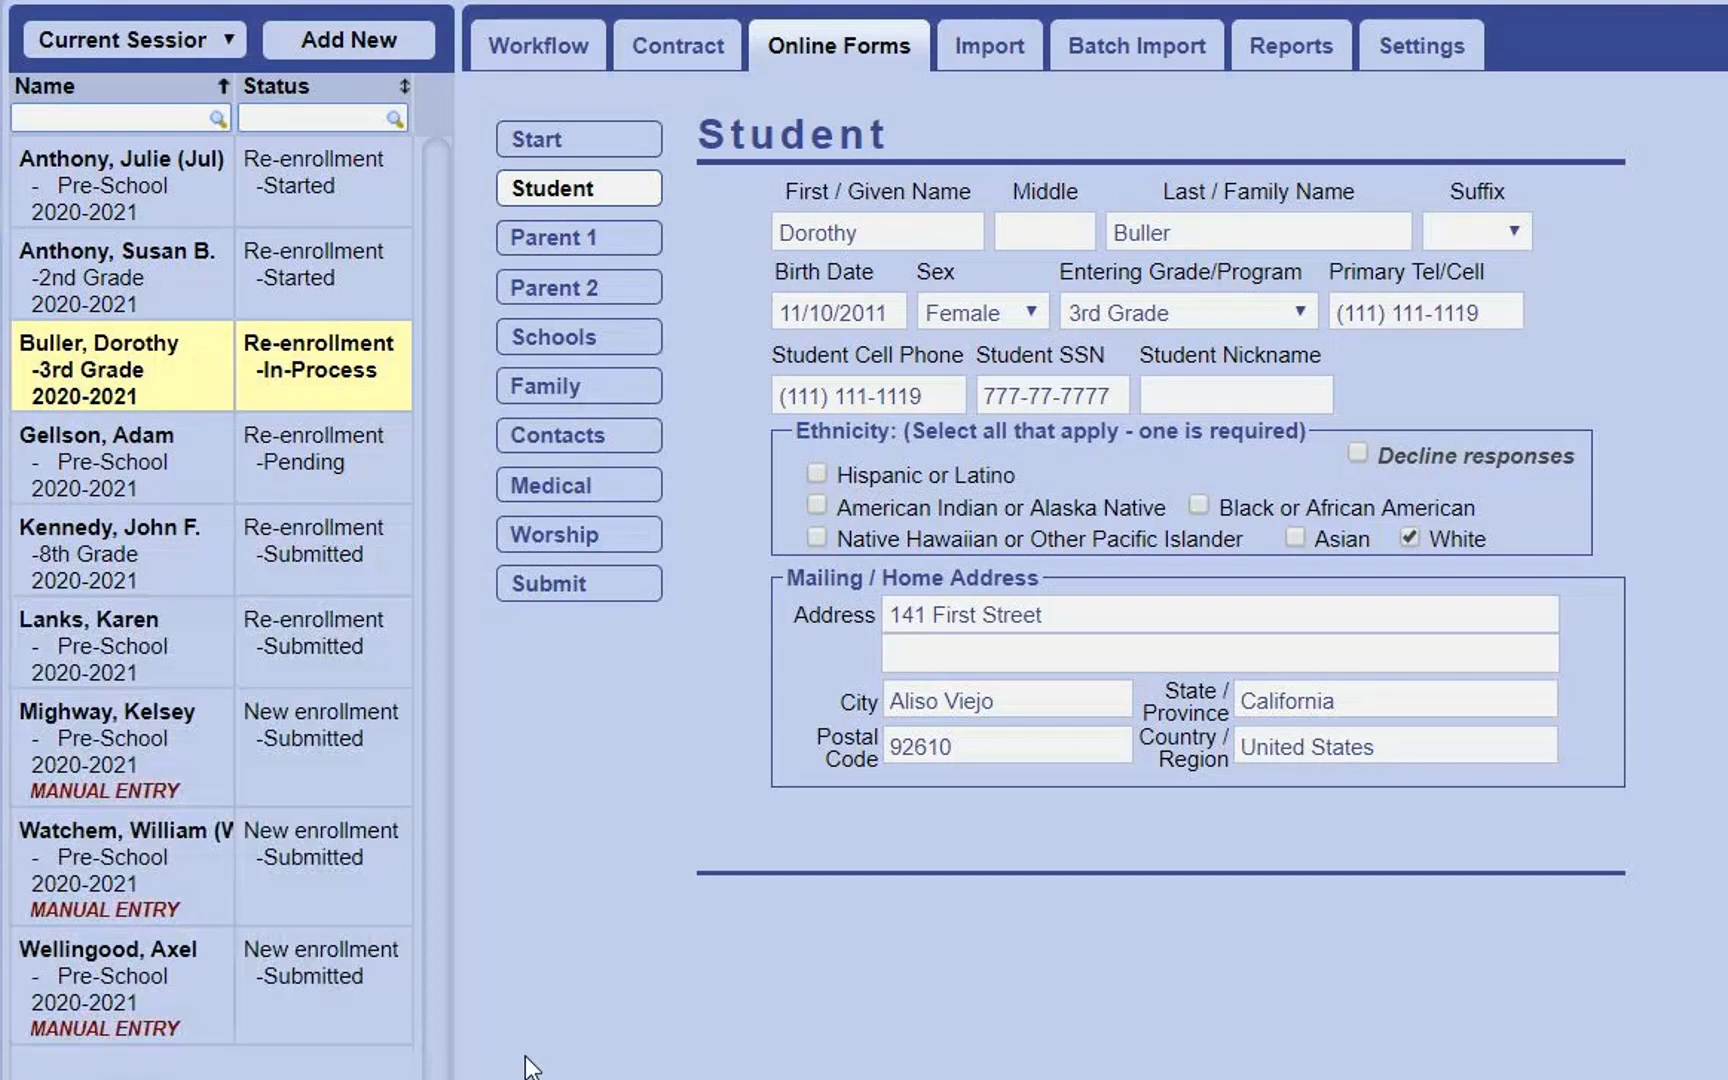 Current Session
Add New
Workflow
Contract
Online Forms
Import
Batch Import
Reports
Settings
Name
Status
Anthony, Julie (Jul)
- Pre-School
2020-2021
Re-enrollment
-Started
Anthony, Susan B.
-2nd Grade
2020-2021
Re-enrollment
-Started
Buller, Dorothy
-3rd Grade
2020-2021
Re-enrollment
-In-Process
Gellson, Adam
- Pre-School
2020-2021
Re-enrollment
-Pending
Kennedy, John F.
-8th Grade
2020-2021
Re-enrollment
-Submitted
Lanks, Karen
- Pre-School
2020-2021
Re-enrollment
-Submitted
Mighway, Kelsey
- Pre-School
2020-2021
MANUAL ENTRY
New enrollment
-Submitted
Watchem, William (W
- Pre-School
2020-2021
MANUAL ENTRY
New enrollment
-Submitted
Wellingood, Axel
- Pre-School
2020-2021
MANUAL ENTRY
New enrollment
-Submitted
Start
Student
Parent 1
Parent 2
Schools
Family
Contacts
Medical
Worship
Submit
Student
First / Given Name Middle Last / Family Name Suffix
Dorothy Buller
Birth Date Sex Entering Grade/Program Primary Tel/Cell
11/10/2011 Female 3rd Grade (111) 111-1119
Student Cell Phone Student SSN Student Nickname
(111) 111-1119 777-77-7777
Ethnicity: (Select all that apply - one is required)
Decline responses
Hispanic or Latino
American Indian or Alaska Native Black or African American
Native Hawaiian or Other Pacific Islander Asian White
Mailing / Home Address
Address 141 First Street
City Aliso Viejo State / Province California
Postal Code 92610 Country / Region United States